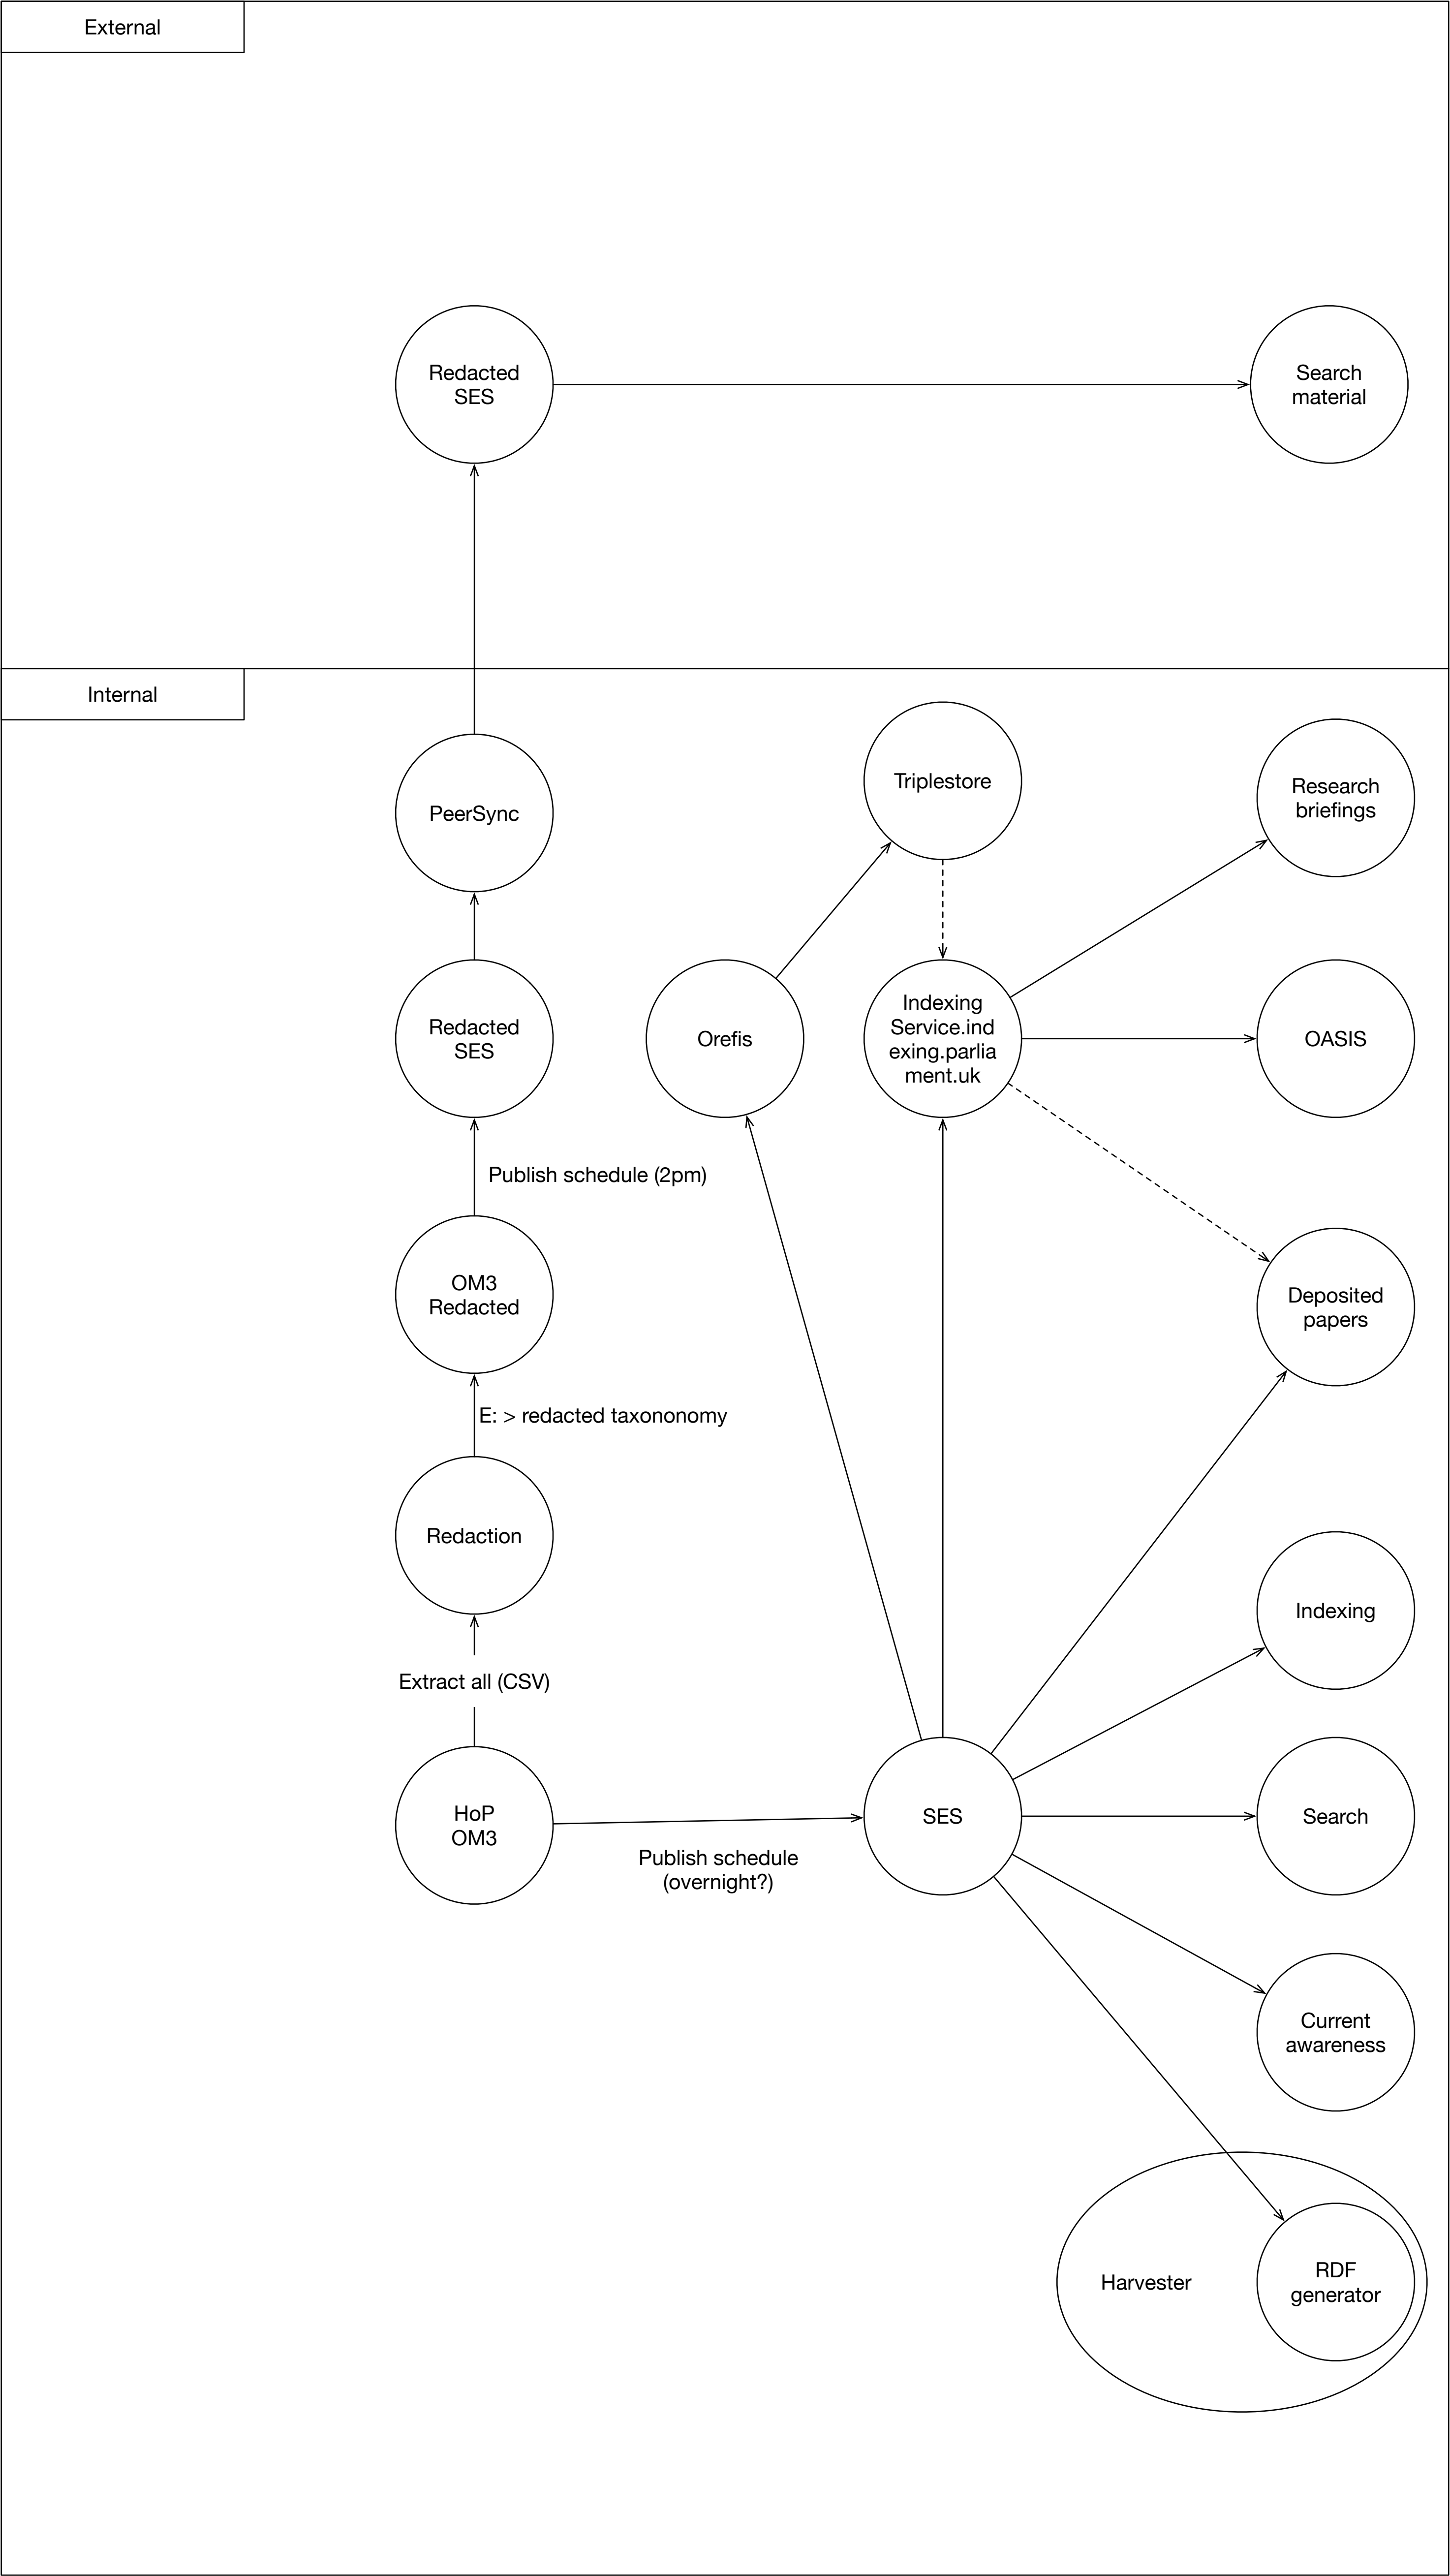 External
Redacted
SES
Search
material
Internal
PeerSync
Triplestore
Research
briefings
Redacted
SES
Orefis
Indexing
Service.ind
exing.parlia
ment.uk
OASIS
Publish schedule (2pm)
OM3
Redacted
Deposited
papers
E: > redacted taxononomy
Redaction
Indexing
Extract all (CSV)
HoP
OM3
Publish schedule
(overnight?)
SES
Search
Current
awareness
Harvester
RDF
generator